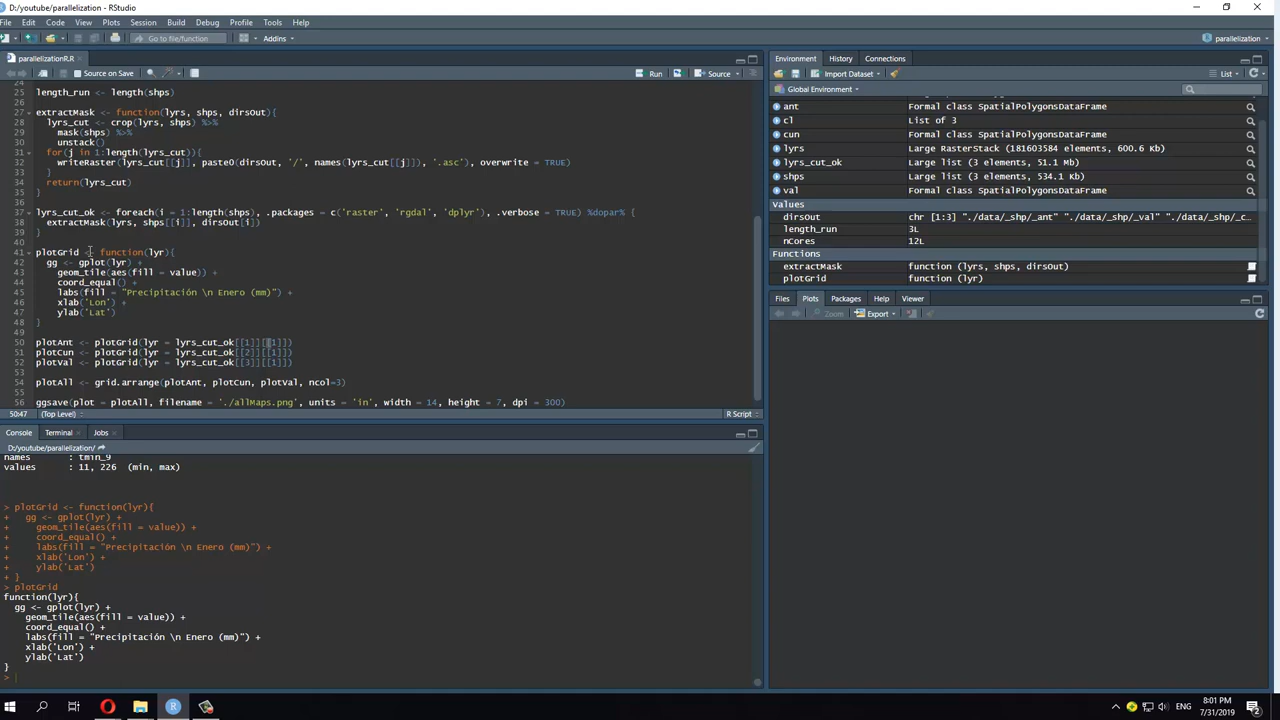 D:/youtube/parallelization - RStudio
File Edit Code View Plots Session Build Debug Profile Tools Help
Go to file/function Addins parallelization
parallelizationR.R
Source on Save Run Source
24
25 length_run <- length(shps)
26
27 extractMask <- function(lyrs, shps, dirsOut){
28 lyrs_cut <- crop(lyrs, shps) %>%
29 mask(shps) %>%
30 unstack()
31 for(j in 1:length(lyrs_cut)){
32 writeRaster(lyrs_cut[[j]], paste0(dirsOut, '/', names(lyrs_cut[[j]]), '.asc'), overwrite = TRUE)
33 }
34 return(lyrs_cut)
35 }
36
37 lyrs_cut_ok <- foreach(i = 1:length(shps), .packages = c('raster', 'rgdal', 'dplyr'), .verbose = TRUE) %dopar% {
38 extractMask(lyrs, shps[[i]], dirsOut[i])
39 }
40
41 plotGrid <- function(lyr){
42 gg <- gplot(lyr) +
43 geom_tile(aes(fill = value)) +
44 coord_equal() +
45 labs(fill = "Precipitación \n Enero (mm)") +
46 xlab('Lon') +
47 ylab('Lat')
48 }
49
50 plotAnt <- plotGrid(lyr = lyrs_cut_ok[[1]][[1]])
51 plotCun <- plotGrid(lyr = lyrs_cut_ok[[2]][[1]])
52 plotVal <- plotGrid(lyr = lyrs_cut_ok[[3]][[1]])
53
54 plotAll <- grid.arrange(plotAnt, plotCun, plotVal, ncol=3)
55
56 ggsave(plot = plotAll, filename = './allMaps.png', units = 'in', width = 14, height = 7, dpi = 300)
50:47 (Top Level) R Script
Console Terminal Jobs
D:/youtube/parallelization/
names : tmin_9
values : 11, 226 (min, max)
> plotGrid <- function(lyr){
+ gg <- gplot(lyr) +
+ geom_tile(aes(fill = value)) +
+ coord_equal() +
+ labs(fill = "Precipitación \n Enero (mm)") +
+ xlab('Lon') +
+ ylab('Lat')
+ }
> plotGrid
function(lyr){
gg <- gplot(lyr) +
geom_tile(aes(fill = value)) +
coord_equal() +
labs(fill = "Precipitación \n Enero (mm)") +
xlab('Lon') +
ylab('Lat')
}
>
Environment History Connections
Import Dataset List
Global Environment
ant Formal class SpatialPolygonsDataFrame
cl List of 3
cun Formal class SpatialPolygonsDataFrame
lyrs Large RasterStack (181603584 elements, 600.6 Kb)
lyrs_cut_ok Large list (3 elements, 51.1 Mb)
shps Large list (3 elements, 534.1 Kb)
val Formal class SpatialPolygonsDataFrame
Values
dirsOut chr [1:3] "./data/_shp/_ant" "./data/_shp/_val" "./data/_shp/_c...
length_run 3L
nCores 12L
Functions
extractMask function (lyrs, shps, dirsOut)
plotGrid function (lyr)
Files Plots Packages Help Viewer
Zoom Export
ENG 8:01 PM
7/31/2019 2